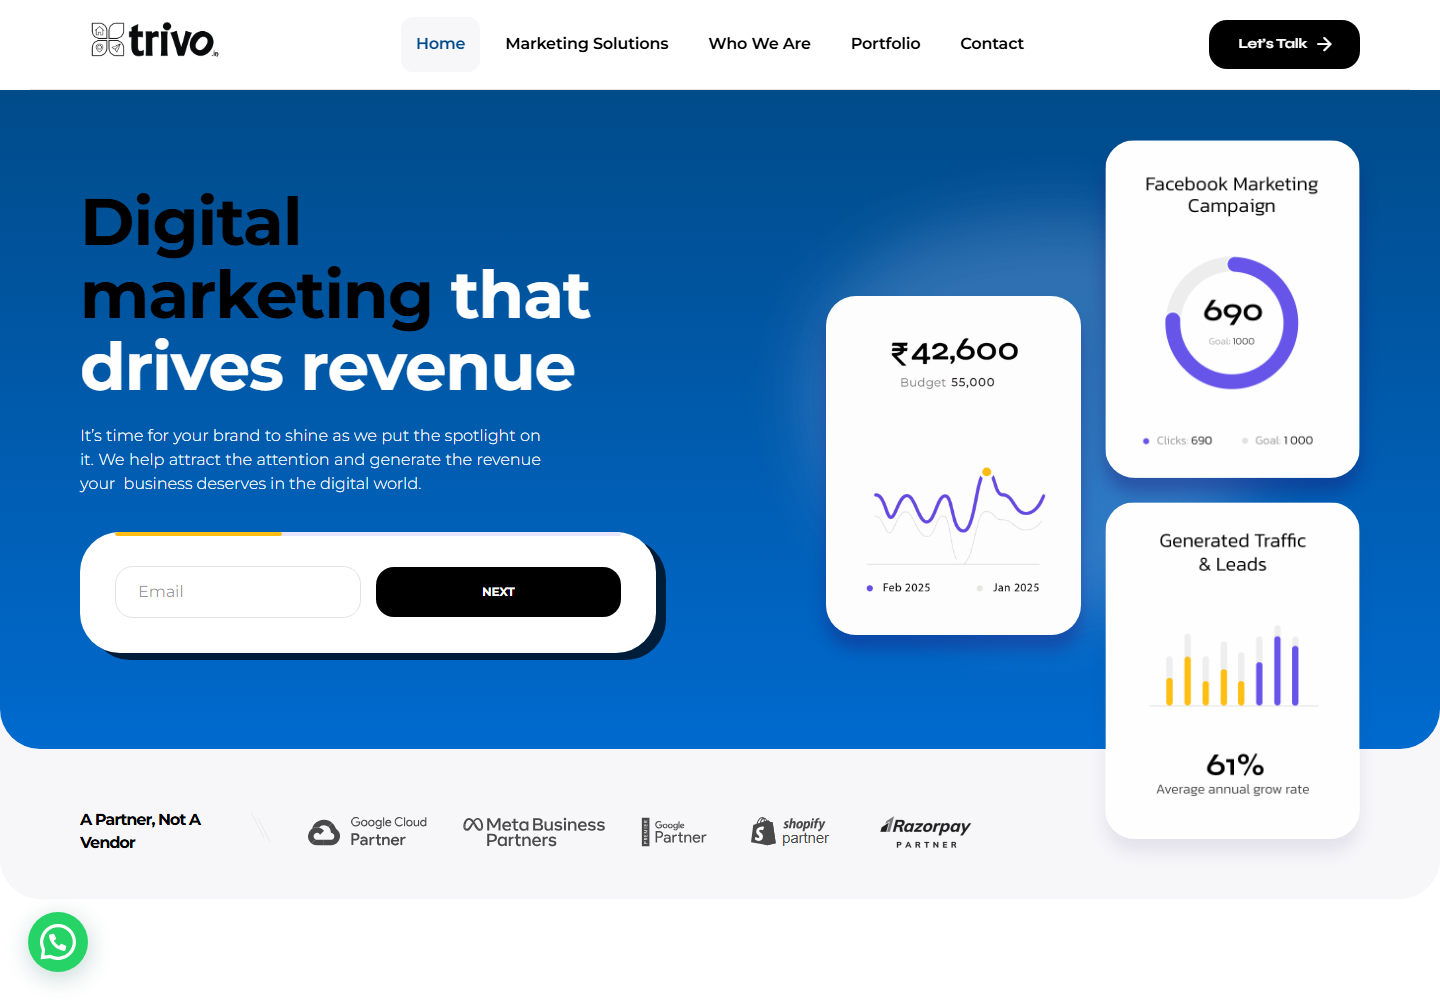 trivo.in
Home
Marketing Solutions
Who We Are
Portfolio
Contact
Let's Talk
Digital
marketing that
drives revenue
It's time for your brand to shine as we put the spotlight on
it. We help attract the attention and generate the revenue
your  business deserves in the digital world.
Email
NEXT
₹42,600
Budget 55,000
Feb 2025
Jan 2025
Facebook Marketing
Campaign
690
Goal: 1000
Clicks: 690
Goal: 1000
Generated Traffic
& Leads
61%
Average annual grow rate
A Partner, Not A
Vendor
Google Cloud
Partner
Meta Business
Partners
PREMIER
Google
Partner
shopify
partner
Razorpay
PARTNER